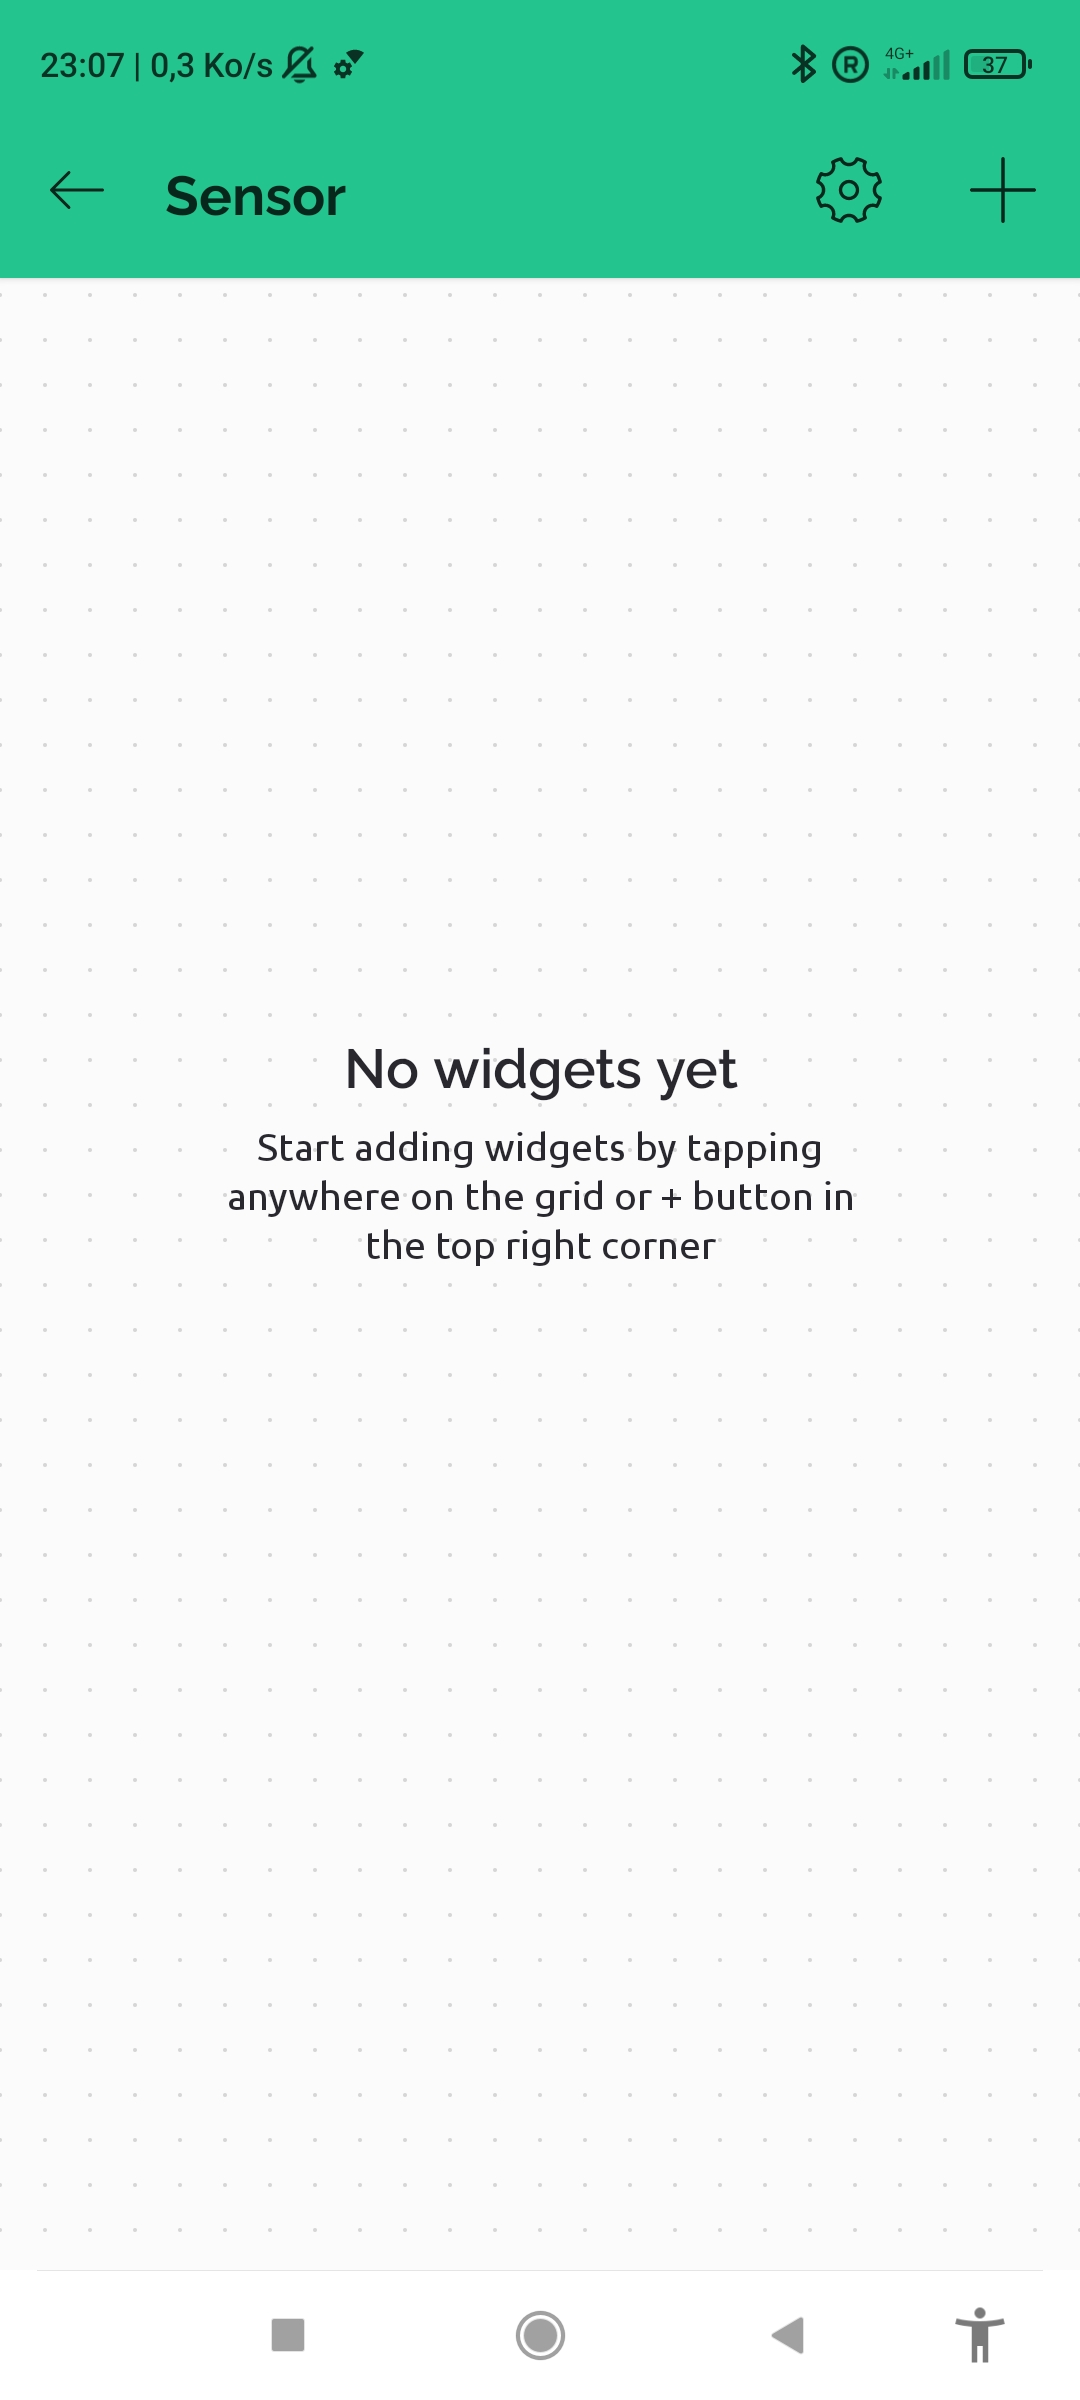 23:07 | 0,3 Ko/s
R
4G+
37
Sensor
No widgets yet
Start adding widgets by tapping
anywhere on the grid or + button in
the top right corner